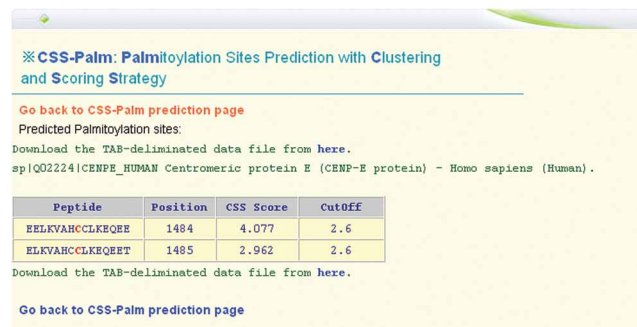 ※CSS-Palm: Palmitoylation Sites Prediction with Clustering
and Scoring Strategy
Go back to CSS-Palm prediction page
Predicted Palmitoylation sites:
Download the TAB-deliminated data file from here.
sp|Q02224|CENPE_HUMAN Centromeric protein E (CENP-E protein) - Homo sapiens (Human).
Peptide Position CSS Score CutOff
EELKVAHCCLKEQEE 1484 4.077 2.6
ELKVAHCCLKEQEET 1485 2.962 2.6
Download the TAB-deliminated data file from here.
Go back to CSS-Palm prediction page